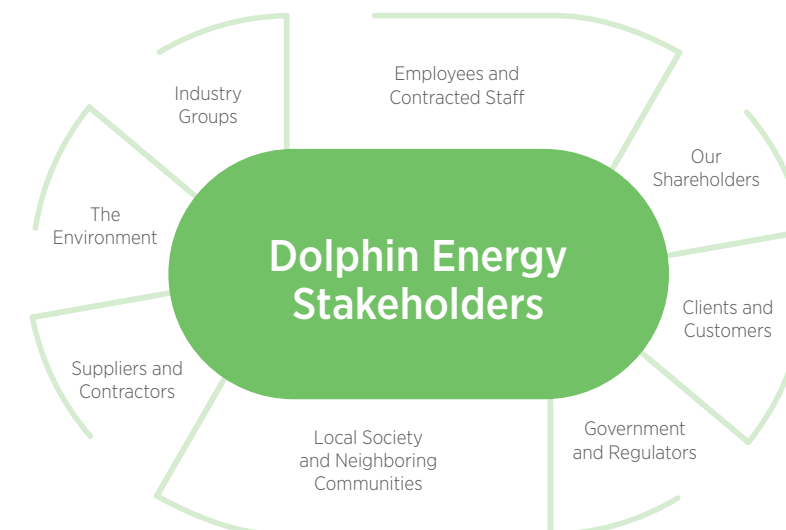 Employees and
Contracted Staff
Industry
Groups
Our
Shareholders
The
Environment
Dolphin Energy
Stakeholders
Clients and
Customers
Suppliers and
Contractors
Government
and Regulators
Local Society
and Neighboring
Communities